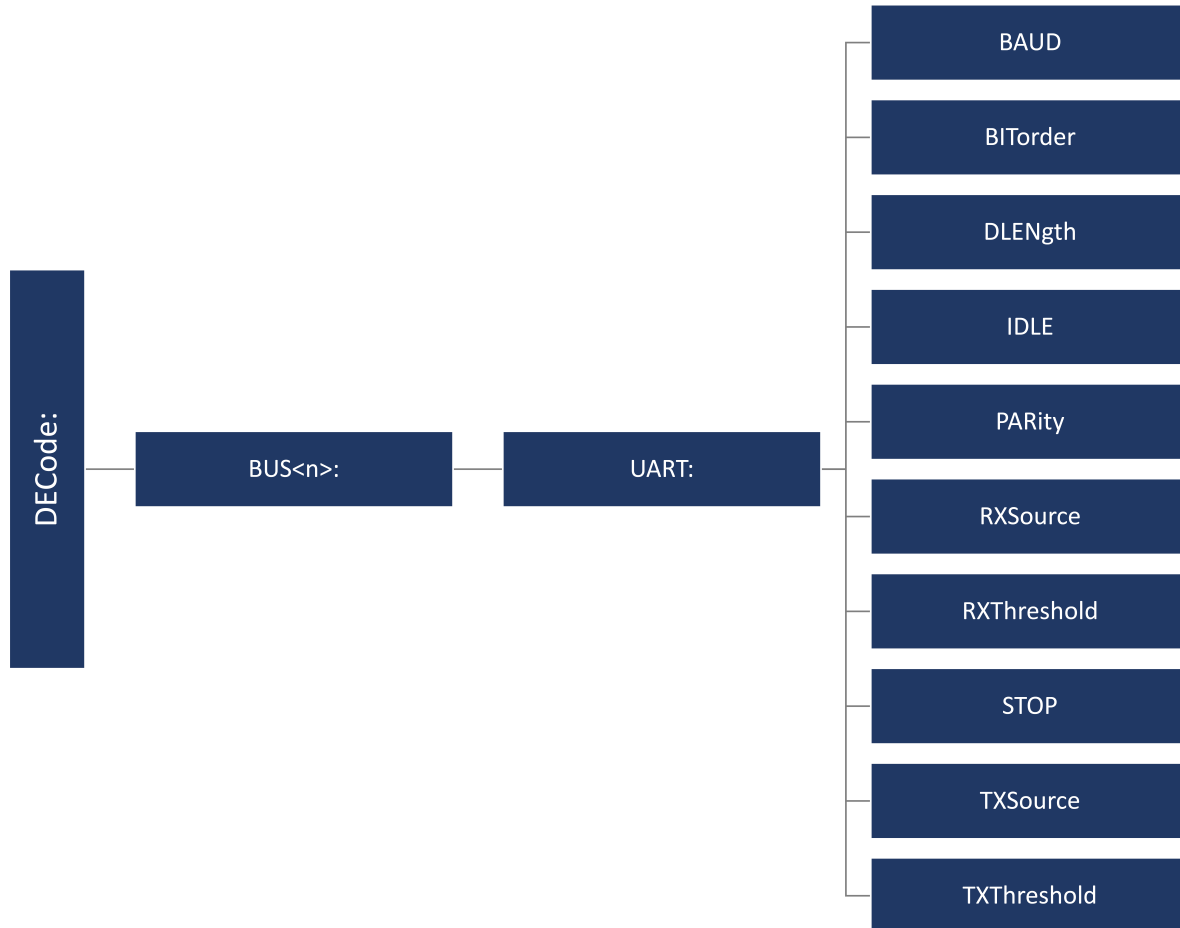 DECode:
BUS<n>:
UART:
BAUD
BITorder
DLENgth
IDLE
PARity
RXSource
RXThreshold
STOP
TXSource
TXThreshold